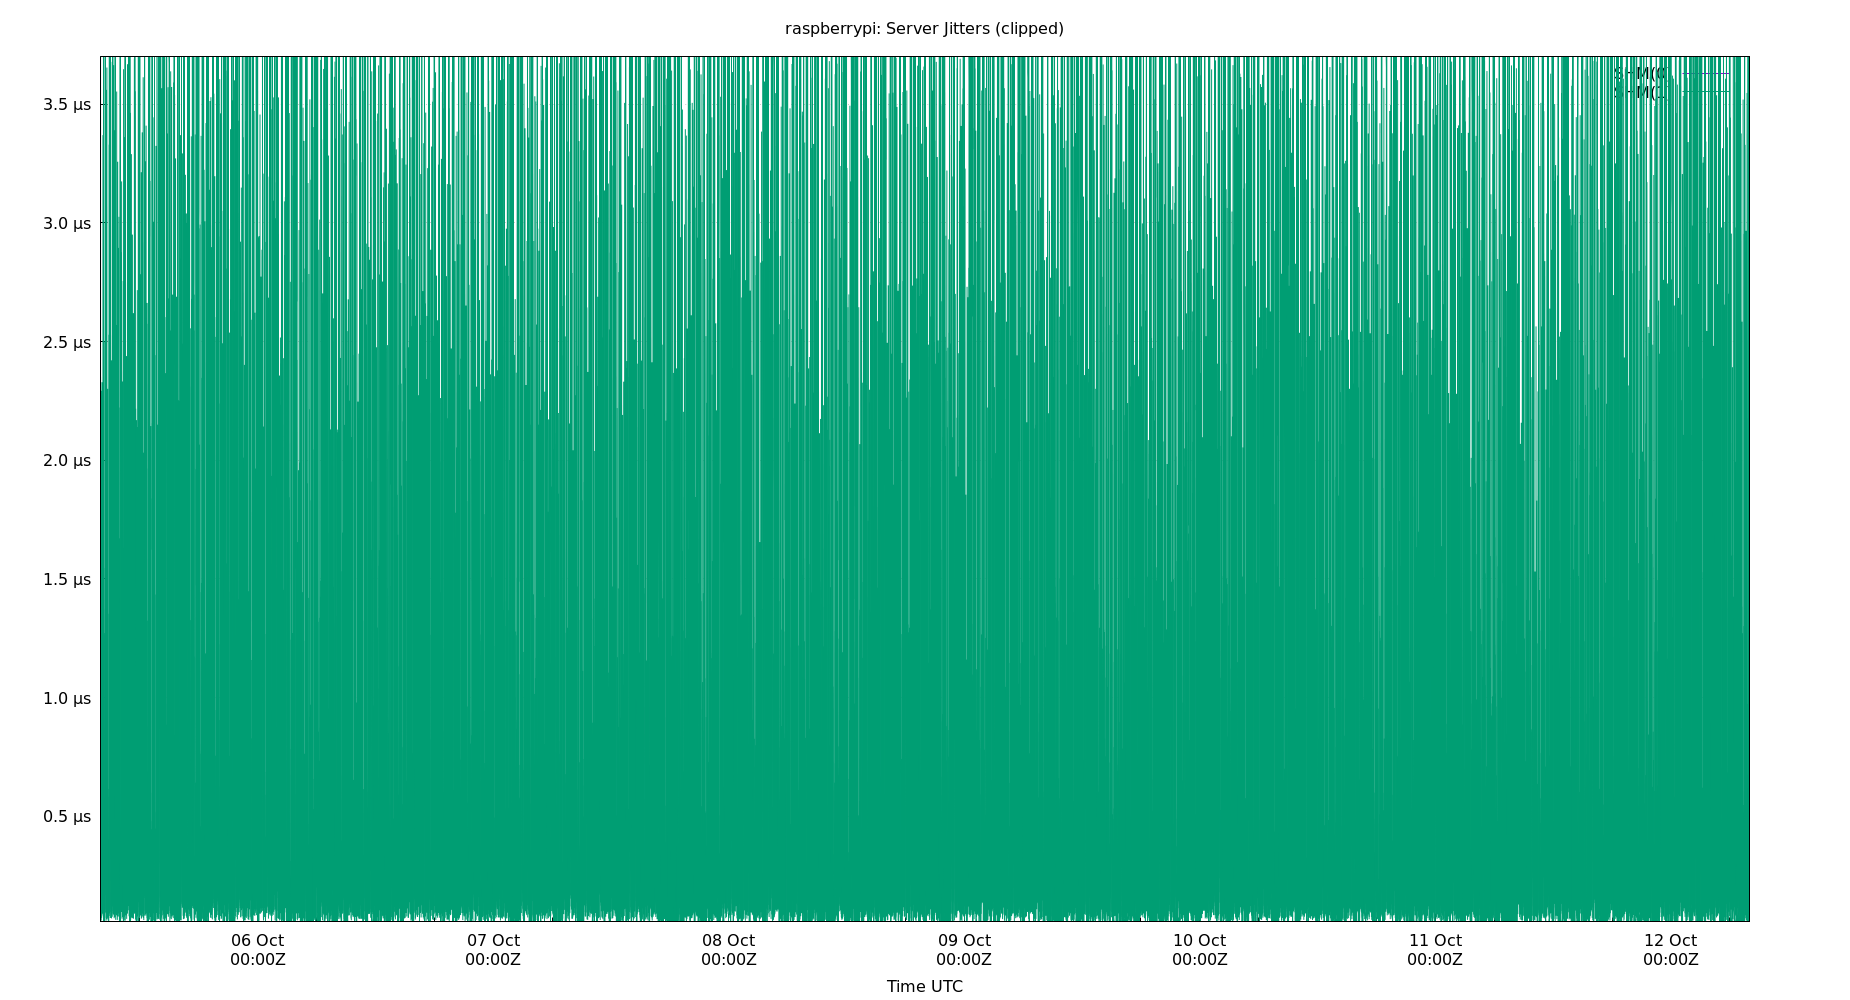 raspberrypi: Server Jitters (clipped)
3.5 µs
3.0 µs
2.5 µs
2.0 µs
1.5 µs
1.0 µs
0.5 µs
06 Oct 07 Oct 08 Oct 09 Oct 10 Oct 11 Oct 12 Oct
00:00Z 00:00Z 00:00Z 00:00Z 00:00Z 00:00Z 00:00Z
Time UTC